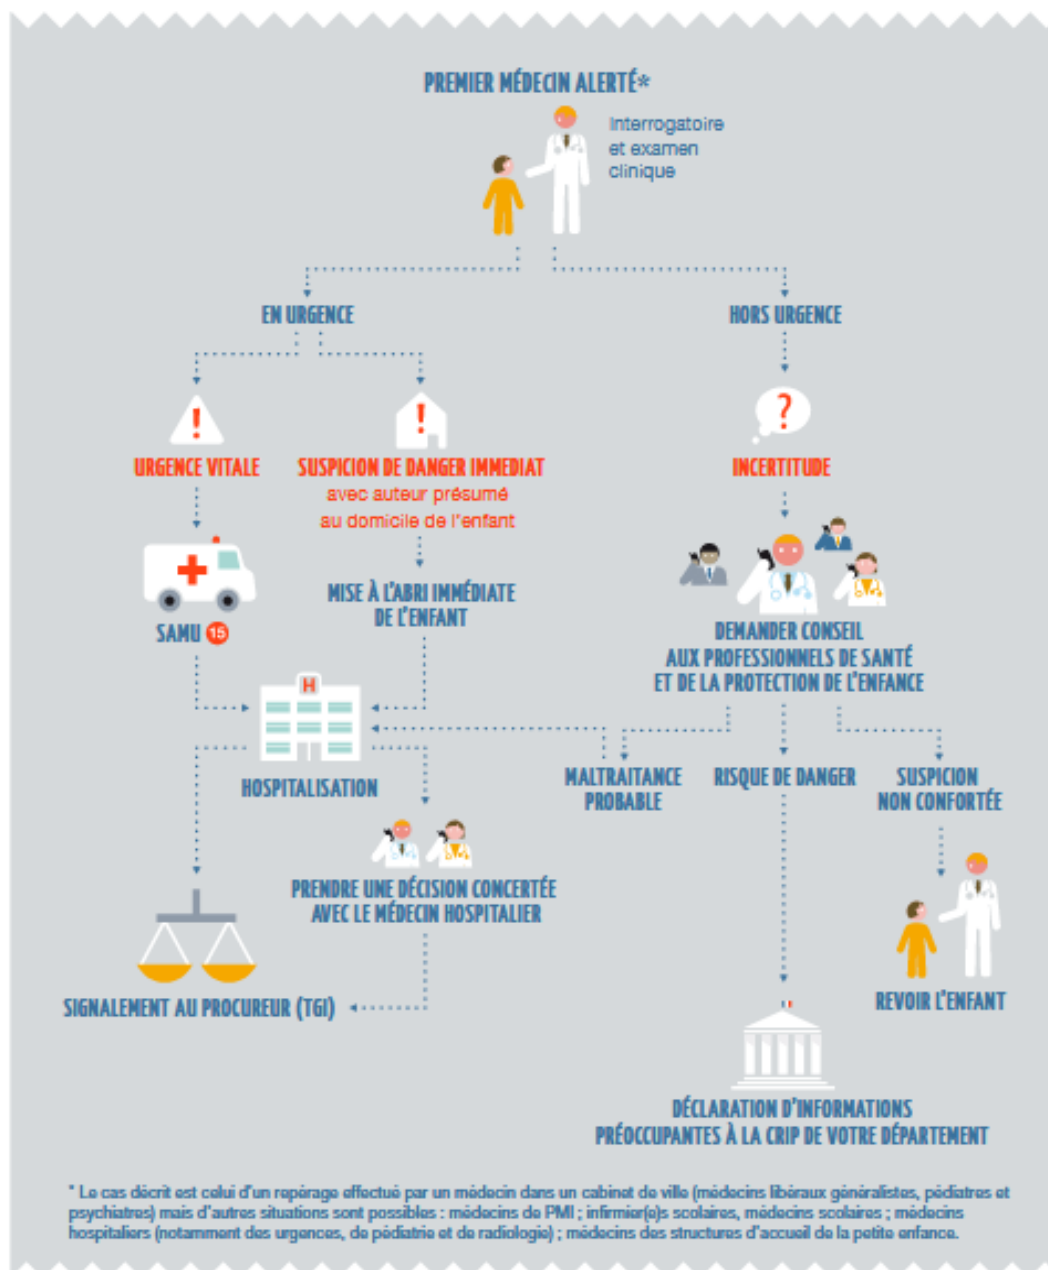 PREMIER MÉDECIN ALERTÉ*
Interrogatoire
et examen
clinique
EN URGENCE
HORS URGENCE
!
!
?
URGENCE VITALE
SUSPICION DE DANGER IMMEDIAT
avec auteur présumé
au domicile de l'enfant
INCERTITUDE
SAMU 15
MISE À L'ABRI IMMÉDIATE
DE L'ENFANT
DEMANDER CONSEIL
AUX PROFESSIONNELS DE SANTÉ
ET DE LA PROTECTION DE L'ENFANCE
H
HOSPITALISATION
MALTRAITANCE
PROBABLE
RISQUE DE DANGER
SUSPICION
NON CONFORTÉE
PRENDRE UNE DÉCISION CONCERTÉE
AVEC LE MÉDECIN HOSPITALIER
SIGNALEMENT AU PROCUREUR (TGI)
REVOIR L'ENFANT
DÉCLARATION D'INFORMATIONS
PRÉOCCUPANTES À LA CRIP DE VOTRE DÉPARTEMENT
* Le cas décrit est celui d'un repérage effectué par un médecin dans un cabinet de ville (médecins libéraux généralistes, pédiatres et
psychiatres) mais d'autres situations sont possibles : médecins de PMI ; infirmier(e)s scolaires, médecins scolaires ; médecins
hospitaliers (notamment des urgences, de pédiatrie et de radiologie) ; médecins des structures d'accueil de la petite enfance.